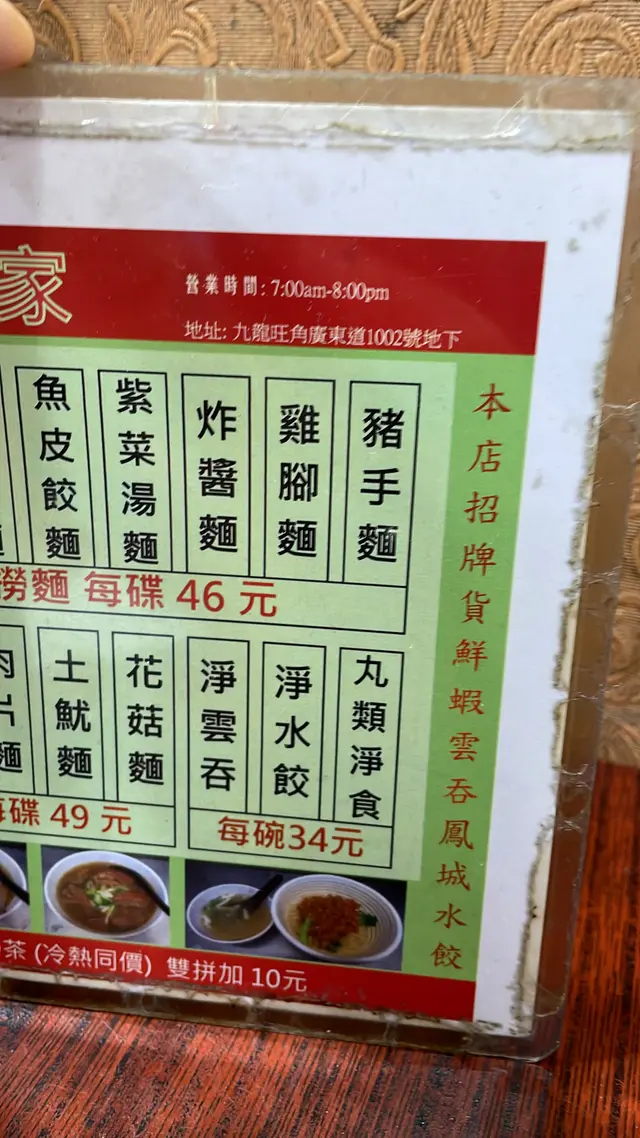 家
營業時間: 7:00am-8:00pm
地址: 九龍旺角廣東道1002號地下
豬手麵
雞腳麵
炸醬麵
紫菜湯麵
魚皮餃麵
撈麵 每碟 46 元
丸類淨食
淨水餃
淨雲吞
花菇麵
土魷麵
肉片麵
每碟 49 元
每碗34元
茶 (冷熱同價) 雙拼加 10元
本店招牌貨鮮蝦雲吞鳳城水餃